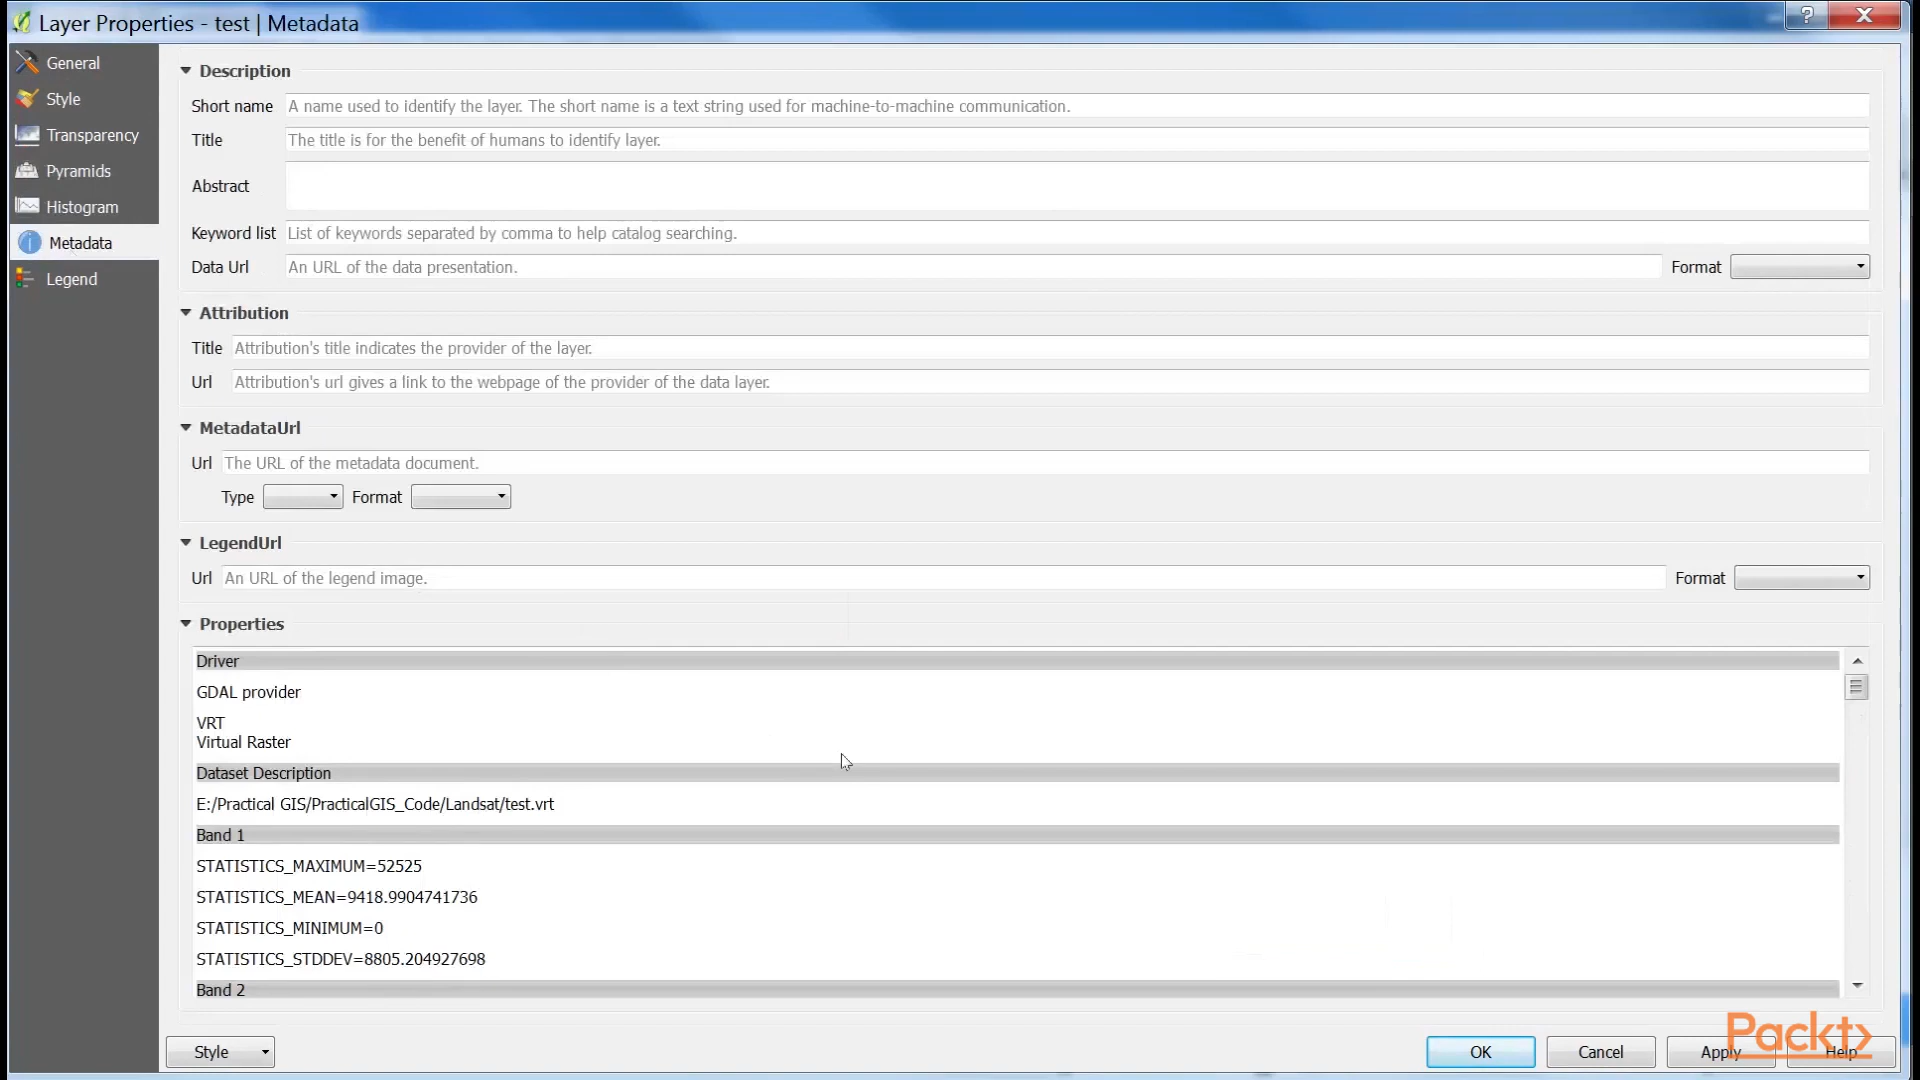 Layer Properties - test | Metadata
?
General
Style
Transparency
Pyramids
Histogram
Metadata
Legend
Description
Short name A name used to identify the layer. The short name is a text string used for machine-to-machine communication.
Title The title is for the benefit of humans to identify layer.
Abstract
Keyword list List of keywords separated by comma to help catalog searching.
Data Url An URL of the data presentation. Format
Attribution
Title Attribution's title indicates the provider of the layer.
Url Attribution's url gives a link to the webpage of the provider of the data layer.
MetadataUrl
Url The URL of the metadata document.
Type Format
LegendUrl
Url An URL of the legend image. Format
Properties
Driver
GDAL provider
VRT
Virtual Raster
Dataset Description
E:/Practical GIS/PracticalGIS_Code/Landsat/test.vrt
Band 1
STATISTICS_MAXIMUM=52525
STATISTICS_MEAN=9418.9904741736
STATISTICS_MINIMUM=0
STATISTICS_STDDEV=8805.204927698
Band 2
Style OK Cancel Apply Help
Packt>